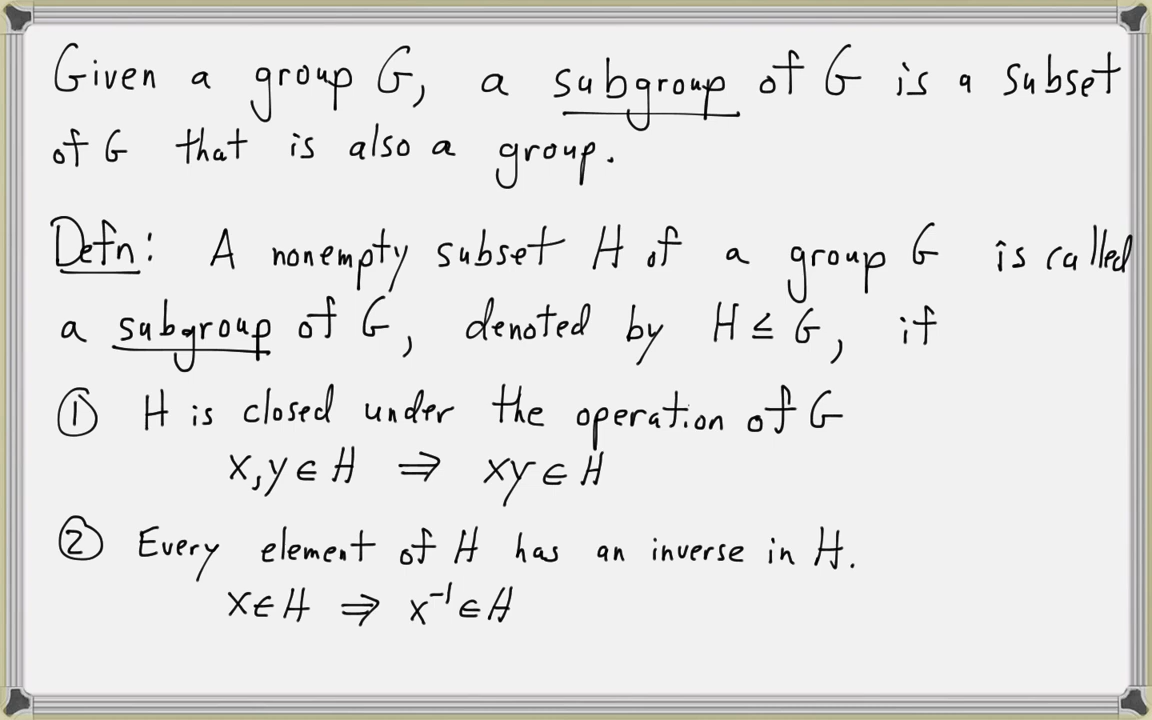 Given a group G, a subgroup of G is a subset
of G that is also a group.
Defn: A nonempty subset H of a group G is called
a subgroup of G, denoted by H ≤ G, if
① H is closed under the operation of G
x, y ∈ H ⇒ xy ∈ H
② Every element of H has an inverse in H.
x ∈ H ⇒ x⁻¹ ∈ H